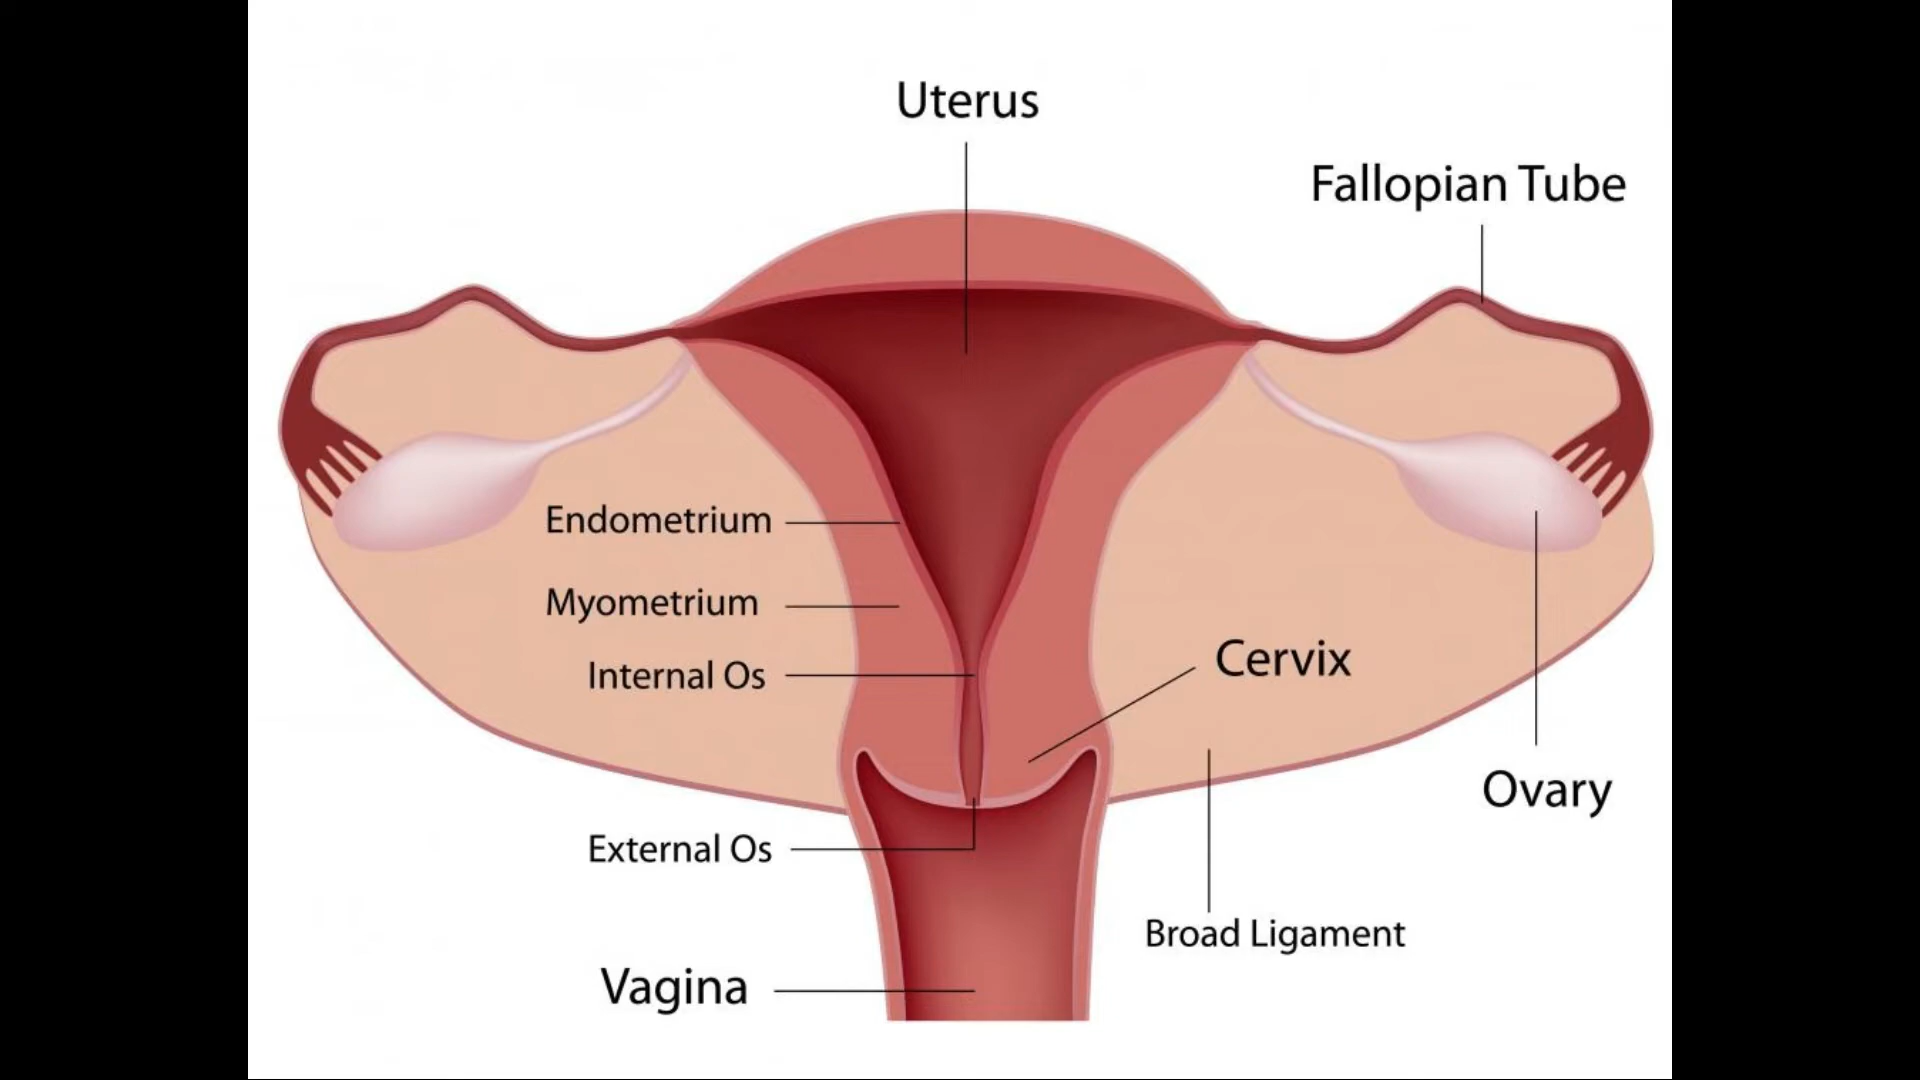 Uterus
Fallopian Tube
Endometrium
Myometrium
Internal Os
Cervix
Ovary
External Os
Broad Ligament
Vagina